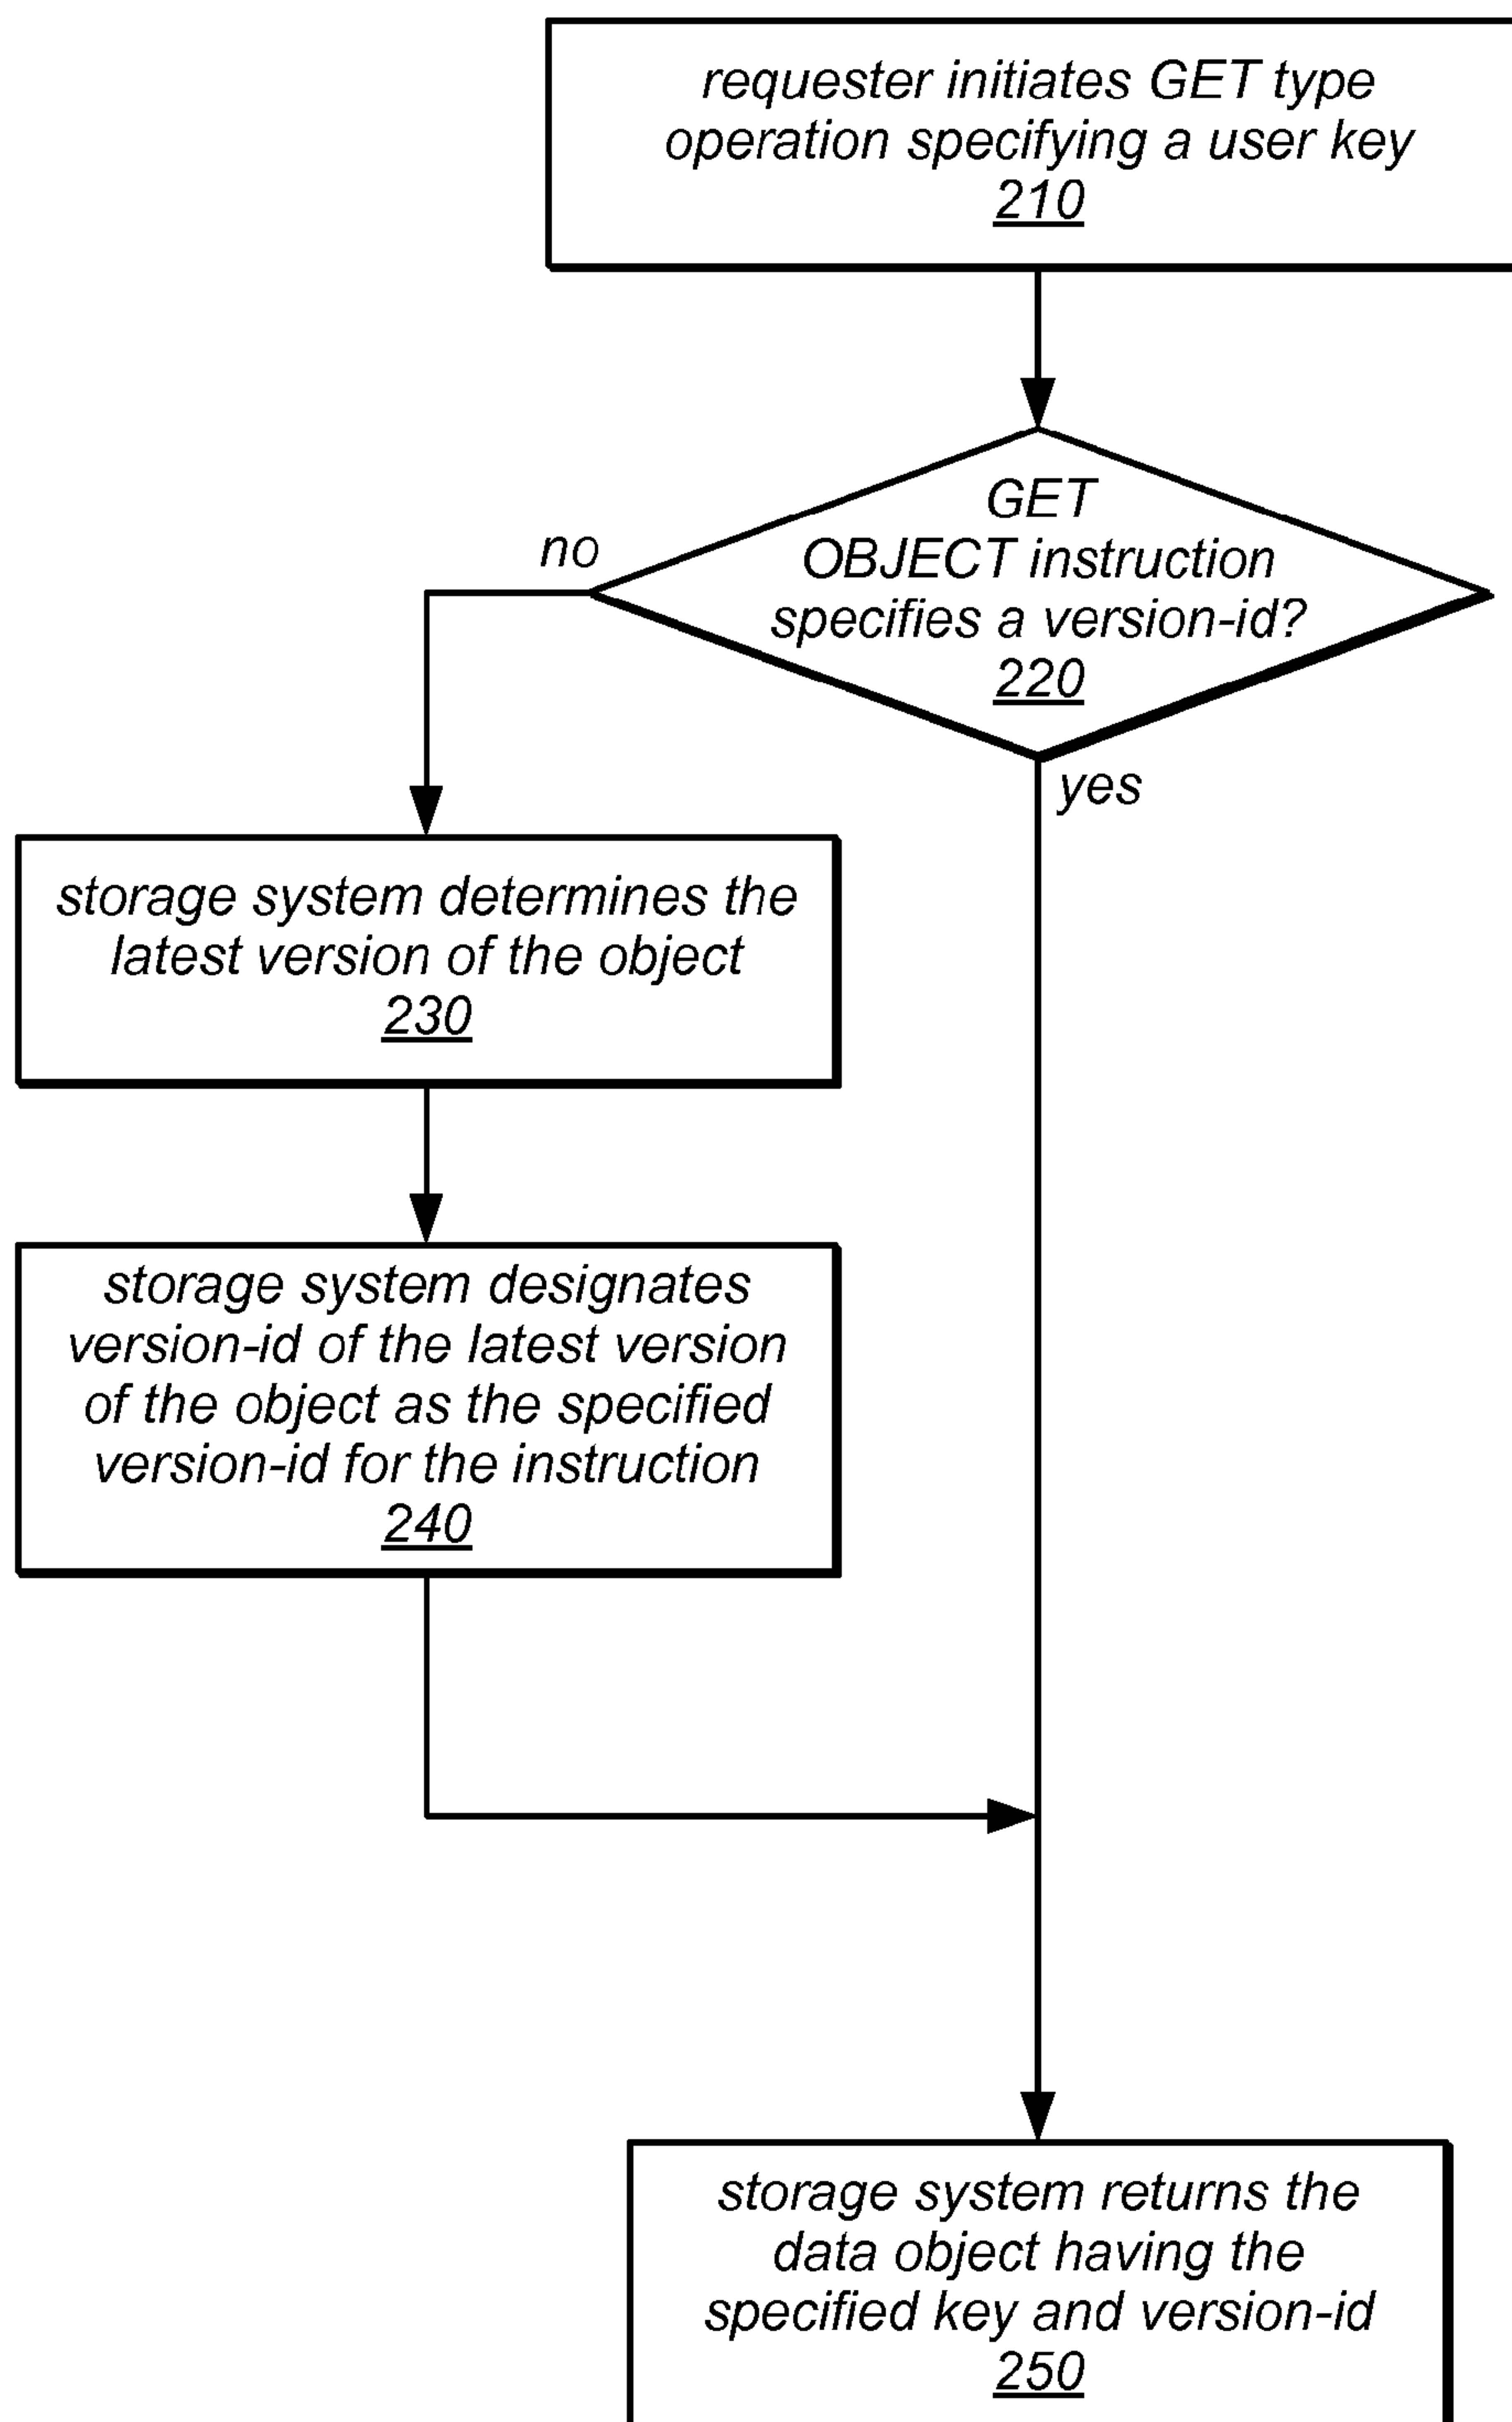 requester initiates GET type
operation specifying a user key
210
GET
OBJECT instruction
specifies a version-id?
220
no
yes
storage system determines the
latest version of the object
230
storage system designates
version-id of the latest version
of the object as the specified
version-id for the instruction
240
storage system returns the
data object having the
specified key and version-id
250